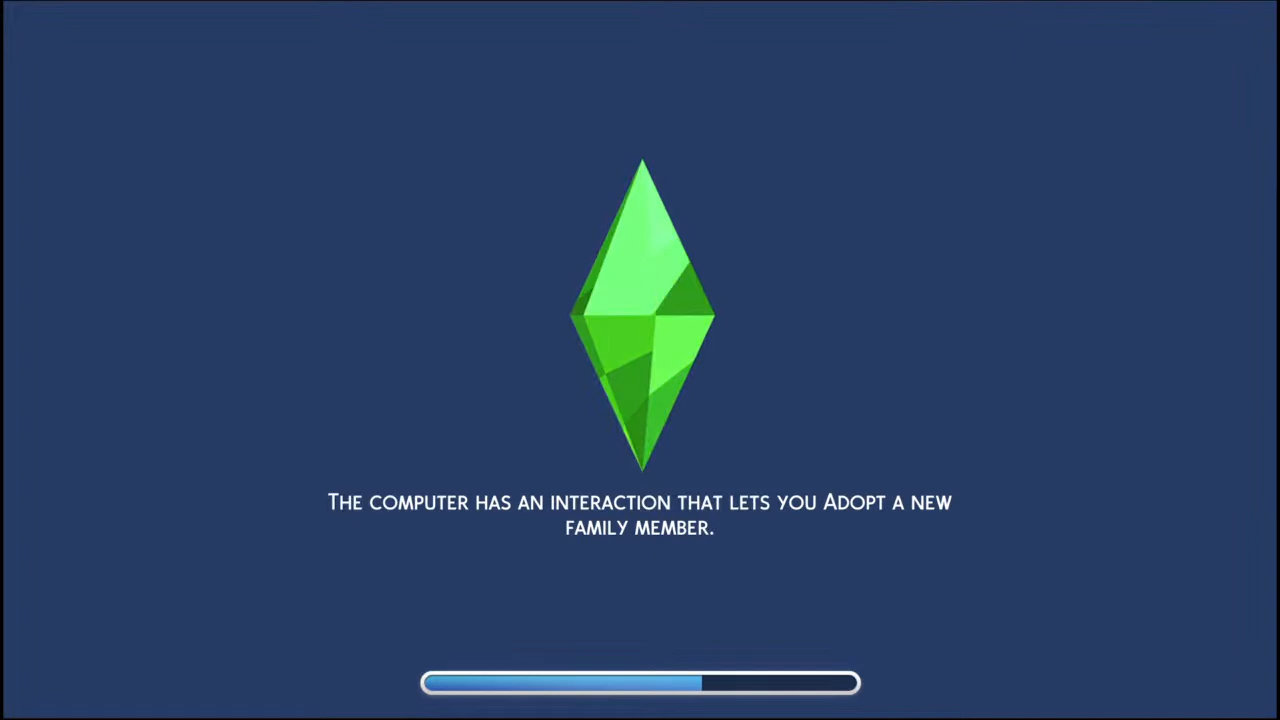 The computer has an interaction that lets you Adopt a new
family member.